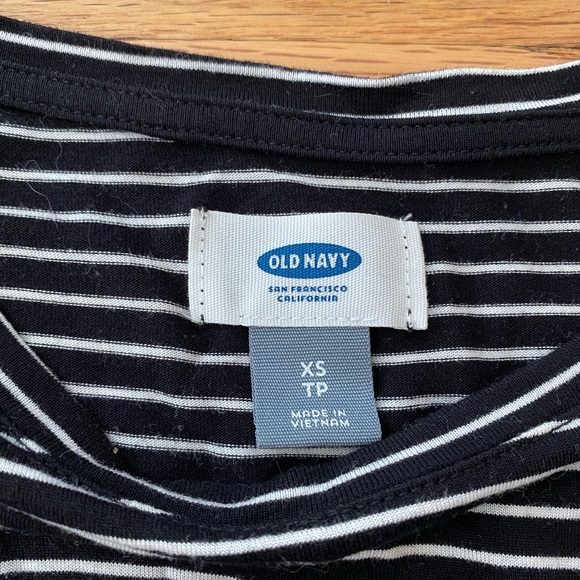 OLD NAVY
SAN FRANCISCO
CALIFORNIA
XS
TP
MADE IN
VIETNAM